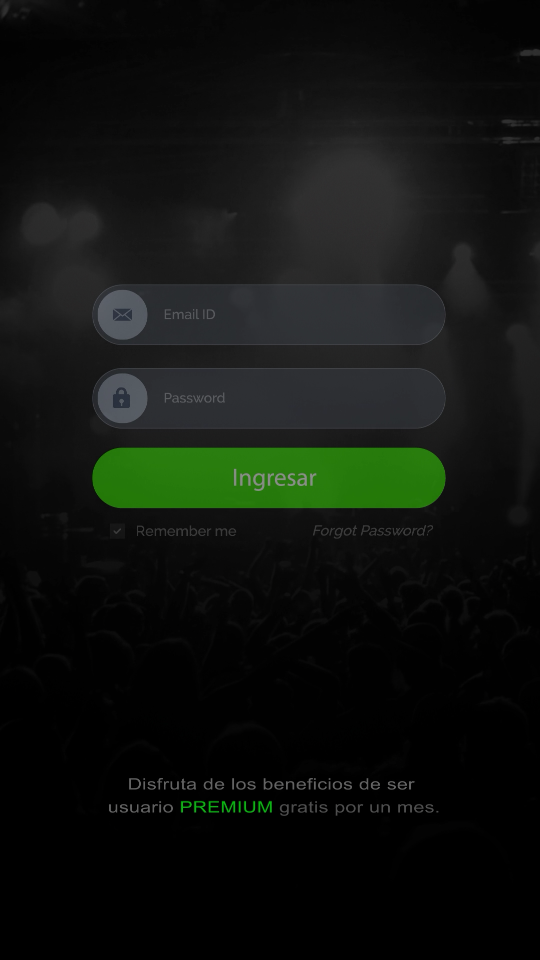 Email ID
Password
Ingresar
Remember me
Forgot Password?
Disfruta de los beneficios de ser
usuario PREMIUM gratis por un mes.